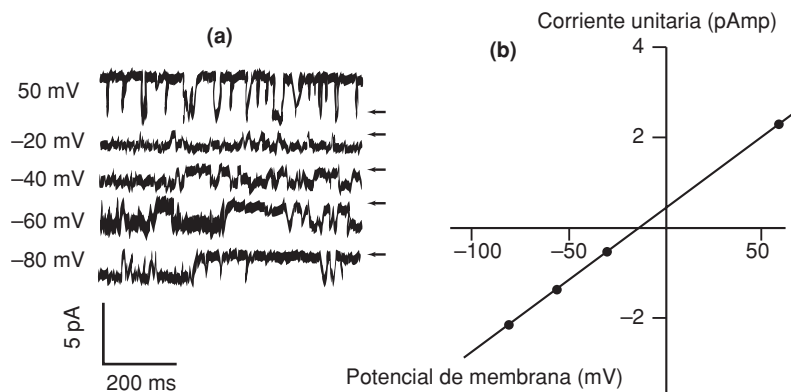 (a)
50 mV
–20 mV
–40 mV
–60 mV
–80 mV
5 pA
200 ms
Corriente unitaria (pAmp)
(b)
4
2
–100
–50
50
–2
Potencial de membrana (mV)